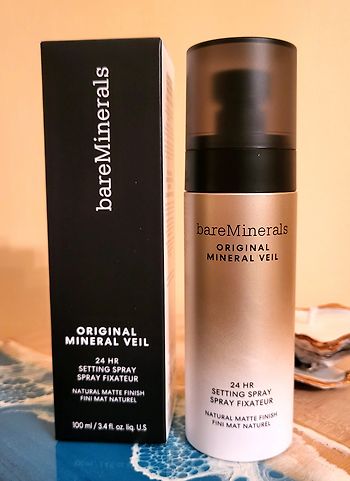 bareMinerals
ORIGINAL
MINERAL VEIL
24 HR
SETTING SPRAY
SPRAY FIXATEUR
NATURAL MATTE FINISH
FINI MAT NATUREL
100 ml / 3.4 fl. oz. liq. U.S
bareMinerals
ORIGINAL
MINERAL VEIL
24 HR
SETTING SPRAY
SPRAY FIXATEUR
NATURAL MATTE FINISH
FINI MAT NATUREL